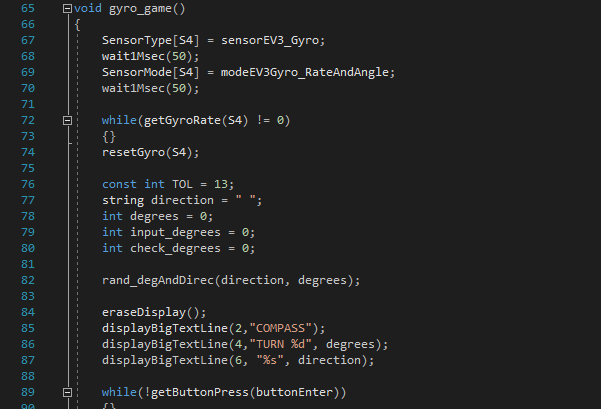 65 void gyro_game()
66 {
67 SensorType[S4] = sensorEV3_Gyro;
68 wait1Msec(50);
69 SensorMode[S4] = modeEV3Gyro_RateAndAngle;
70 wait1Msec(50);
71
72 while(getGyroRate(S4) != 0)
73 {}
74 resetGyro(S4);
75
76 const int TOL = 13;
77 string direction = " ";
78 int degrees = 0;
79 int input_degrees = 0;
80 int check_degrees = 0;
81
82 rand_degAndDirec(direction, degrees);
83
84 eraseDisplay();
85 displayBigTextLine(2,"COMPASS");
86 displayBigTextLine(4,"TURN %d", degrees);
87 displayBigTextLine(6, "%s", direction);
88
89 while(!getButtonPress(buttonEnter))
90 {}